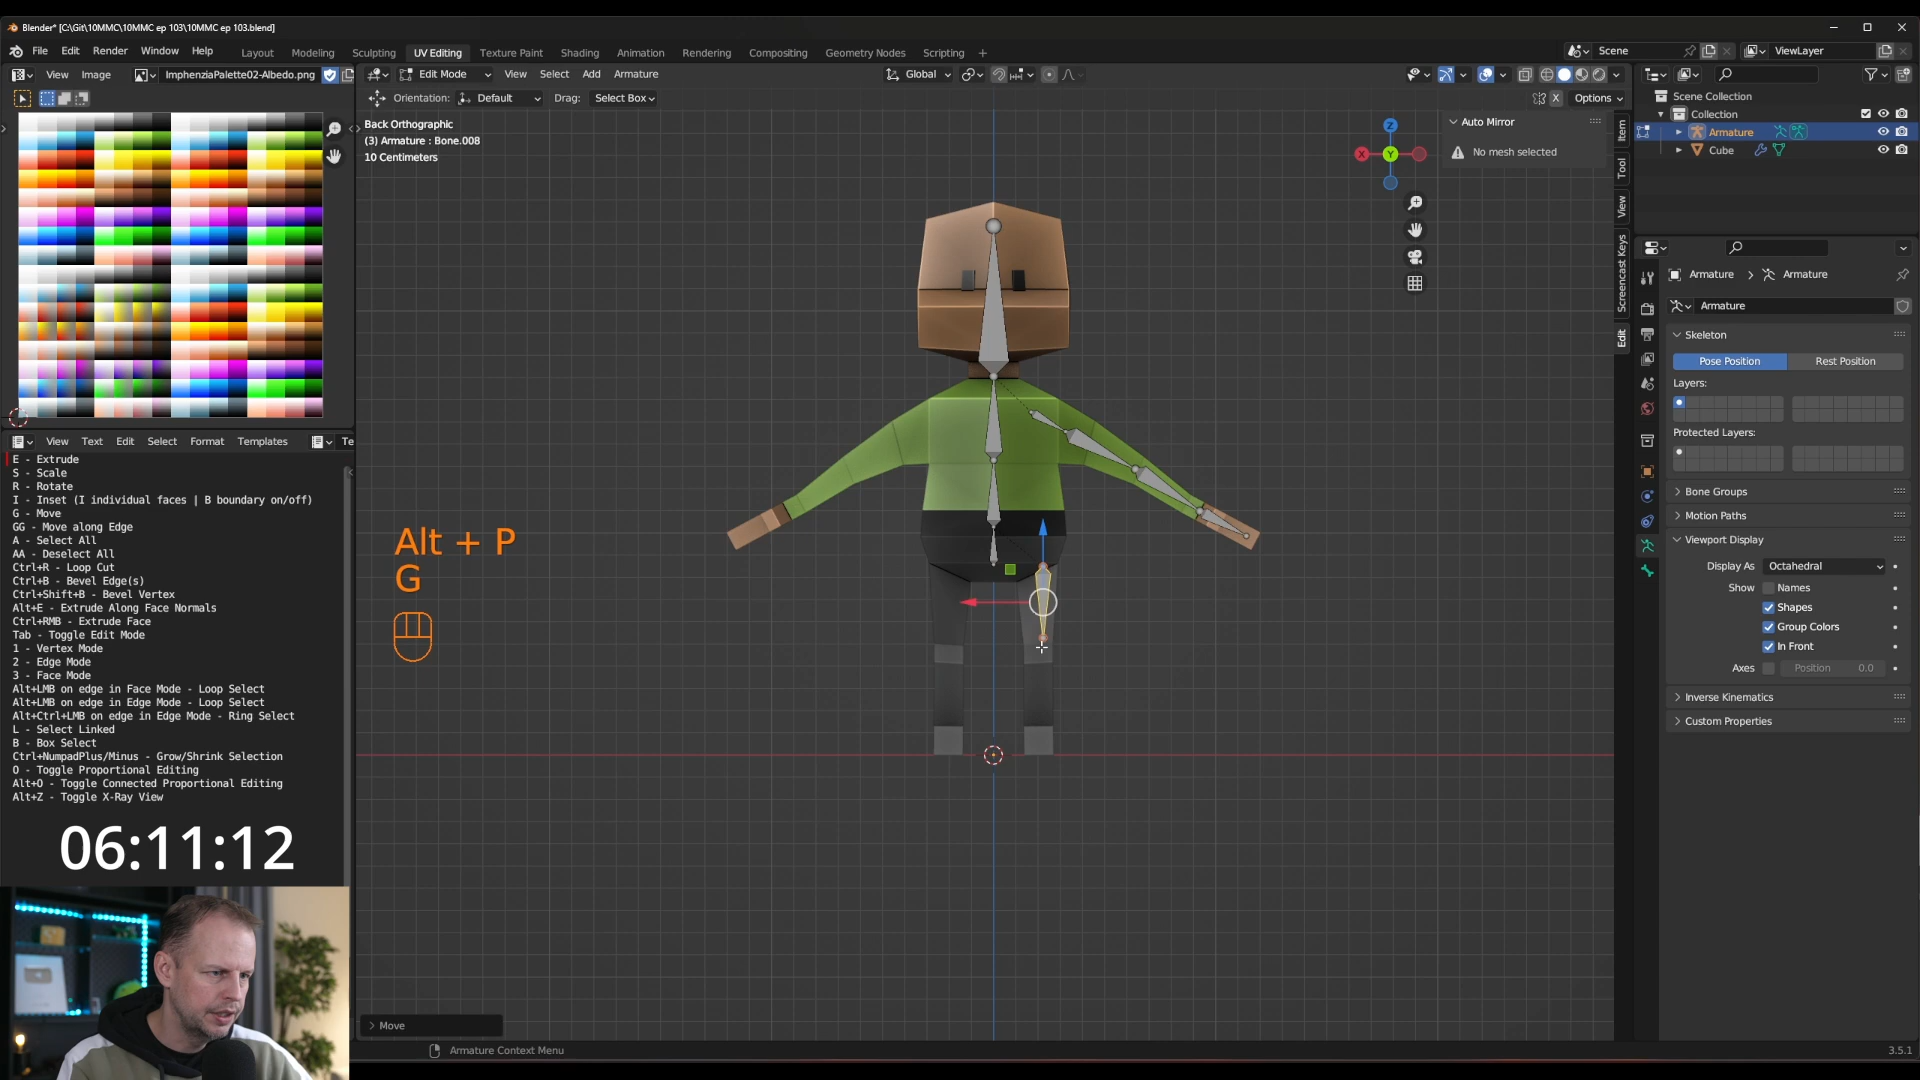 Blender* [C:\Git\10MMC\10MMC ep 103\10MMC ep 103.blend]
File Edit Render Window Help
Layout Modeling Sculpting UV Editing Texture Paint Shading Animation Rendering Compositing Geometry Nodes Scripting +
Scene
ViewLayer
View Image
ImphenziaPalette02-Albedo.png
Edit Mode View Select Add Armature
Global
Orientation: Default Drag: Select Box
X Options
Back Orthographic
(3) Armature : Bone.008
10 Centimeters
Auto Mirror
No mesh selected
Z
X
Y
Item
Tool
View
Screencast Keys
Edit
Scene Collection
Collection
Armature
Cube
Armature > Armature
Armature
Skeleton
Pose Position Rest Position
Layers:
Protected Layers:
Bone Groups
Motion Paths
Viewport Display
Display As Octahedral
Show Names
Shapes
Group Colors
In Front
Axes Position 0.0
Inverse Kinematics
Custom Properties
View Text Edit Select Format Templates Te
E - Extrude
S - Scale
R - Rotate
I - Inset (I individual faces | B boundary on/off)
G - Move
GG - Move along Edge
A - Select All
AA - Deselect All
Ctrl+R - Loop Cut
Ctrl+B - Bevel Edge(s)
Ctrl+Shift+B - Bevel Vertex
Alt+E - Extrude Along Face Normals
Ctrl+RMB - Extrude Face
Tab - Toggle Edit Mode
1 - Vertex Mode
2 - Edge Mode
3 - Face Mode
Alt+LMB on edge in Face Mode - Loop Select
Alt+LMB on edge in Edge Mode - Loop Select
Alt+Ctrl+LMB on edge in Edge Mode - Ring Select
L - Select Linked
B - Box Select
Ctrl+NumpadPlus/Minus - Grow/Shrink Selection
O - Toggle Proportional Editing
Alt+O - Toggle Connected Proportional Editing
Alt+Z - Toggle X-Ray View
Alt + P
G
06:11:12
Move
Armature Context Menu
3.5.1